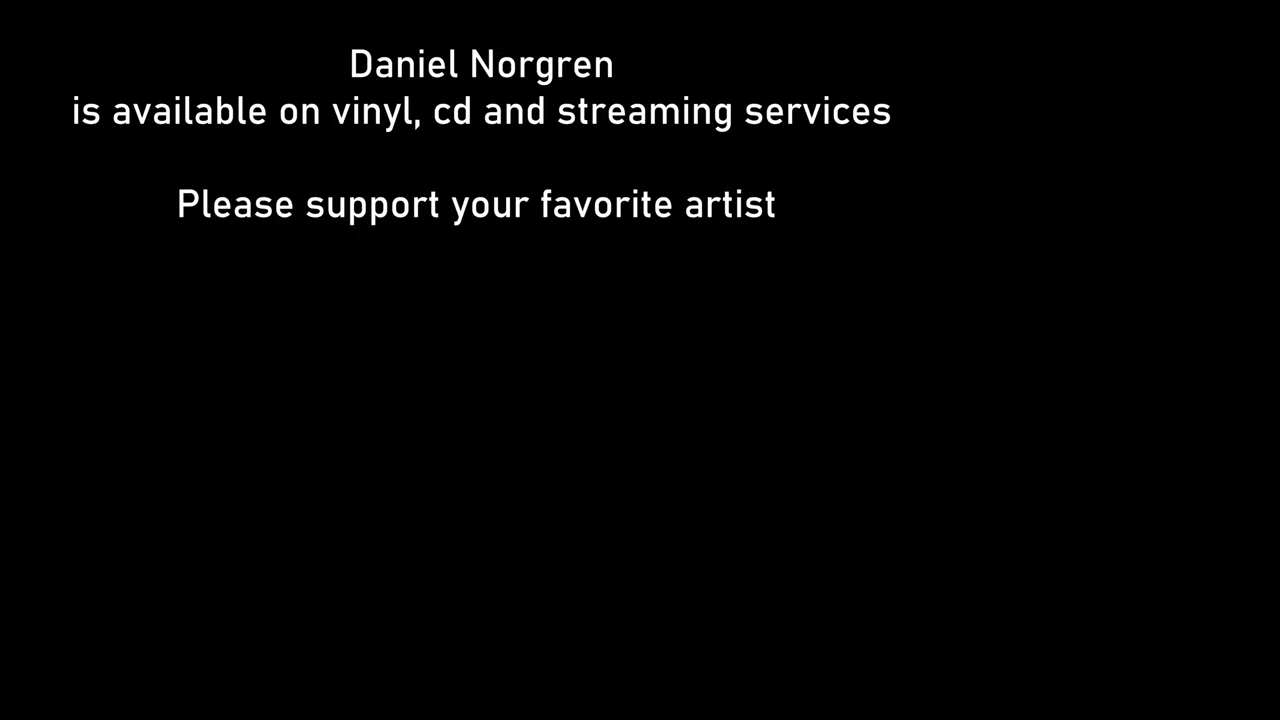 Daniel Norgren
is available on vinyl, cd and streaming services
Please support your favorite artist